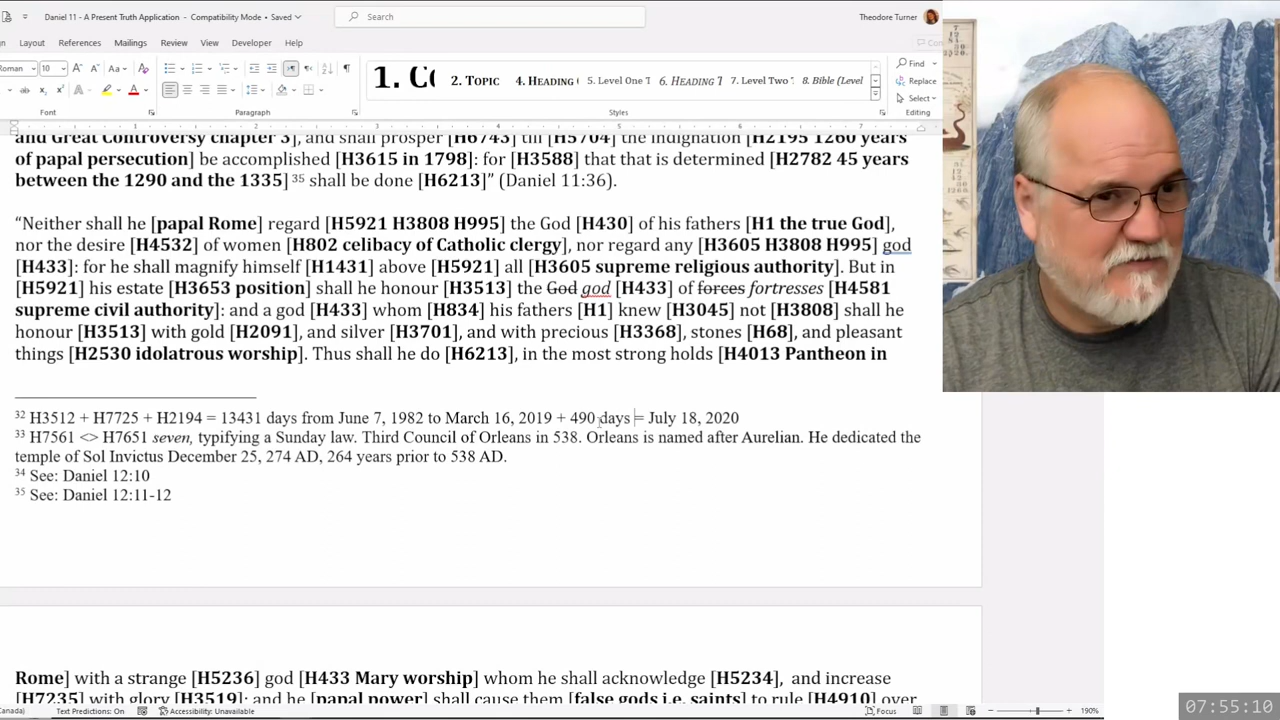 Daniel 11 - A Present Truth Application - Compatibility Mode • Saved
Search
Theodore Turner
Layout References Mailings Review View Developer Help
Roman 10 Aa
1. Co 2. TOPIC 4. HEADING 5. Level One T 6. HEADING T 7. Level Two 8. Bible (Level
Find
Replace
Select
Font Paragraph Styles Editing
and Great Controversy chapter 3], and shall prosper [H6743] till [H5704] the indignation [H2195 1260 years
of papal persecution] be accomplished [H3615 in 1798]: for [H3588] that that is determined [H2782 45 years
between the 1290 and the 1335] 35 shall be done [H6213]” (Daniel 11:36).
“Neither shall he [papal Rome] regard [H5921 H3808 H995] the God [H430] of his fathers [H1 the true God],
nor the desire [H4532] of women [H802 celibacy of Catholic clergy], nor regard any [H3605 H3808 H995] god
[H433]: for he shall magnify himself [H1431] above [H5921] all [H3605 supreme religious authority]. But in
[H5921] his estate [H3653 position] shall he honour [H3513] the God god [H433] of forces fortresses [H4581
supreme civil authority]: and a god [H433] whom [H834] his fathers [H1] knew [H3045] not [H3808] shall he
honour [H3513] with gold [H2091], and silver [H3701], and with precious [H3368], stones [H68], and pleasant
things [H2530 idolatrous worship]. Thus shall he do [H6213], in the most strong holds [H4013 Pantheon in
32 H3512 + H7725 + H2194 = 13431 days from June 7, 1982 to March 16, 2019 + 490 days = July 18, 2020
33 H7561 <> H7651 seven, typifying a Sunday law. Third Council of Orleans in 538. Orleans is named after Aurelian. He dedicated the
temple of Sol Invictus December 25, 274 AD, 264 years prior to 538 AD.
34 See: Daniel 12:10
35 See: Daniel 12:11-12
Rome] with a strange [H5236] god [H433 Mary worship] whom he shall acknowledge [H5234], and increase
[H7235] with glory [H3519]: and he [papal power] shall cause them [false gods i.e. saints] to rule [H4910] over
Canada) Text Predictions: On Accessibility: Unavailable Focus 190%
07:55:10